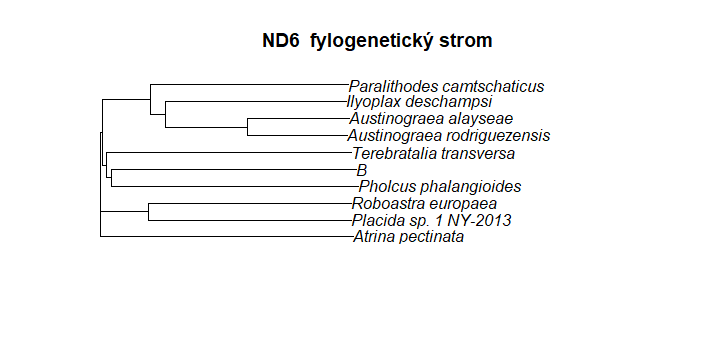 ND6 fylogenetický strom
Paralithodes camtschaticus
Ilyoplax deschampsi
Austinograea alayseae
Austinograea rodriguezensis
Terebratalia transversa
B
Pholcus phalangioides
Roboastra europaea
Placida sp. 1 NY-2013
Atrina pectinata